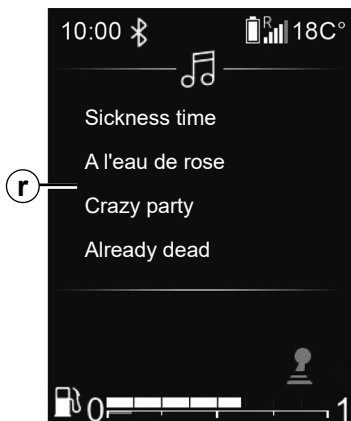 10:00 R 18C°
Sickness time
A l'eau de rose
r
Crazy party
Already dead
0 1